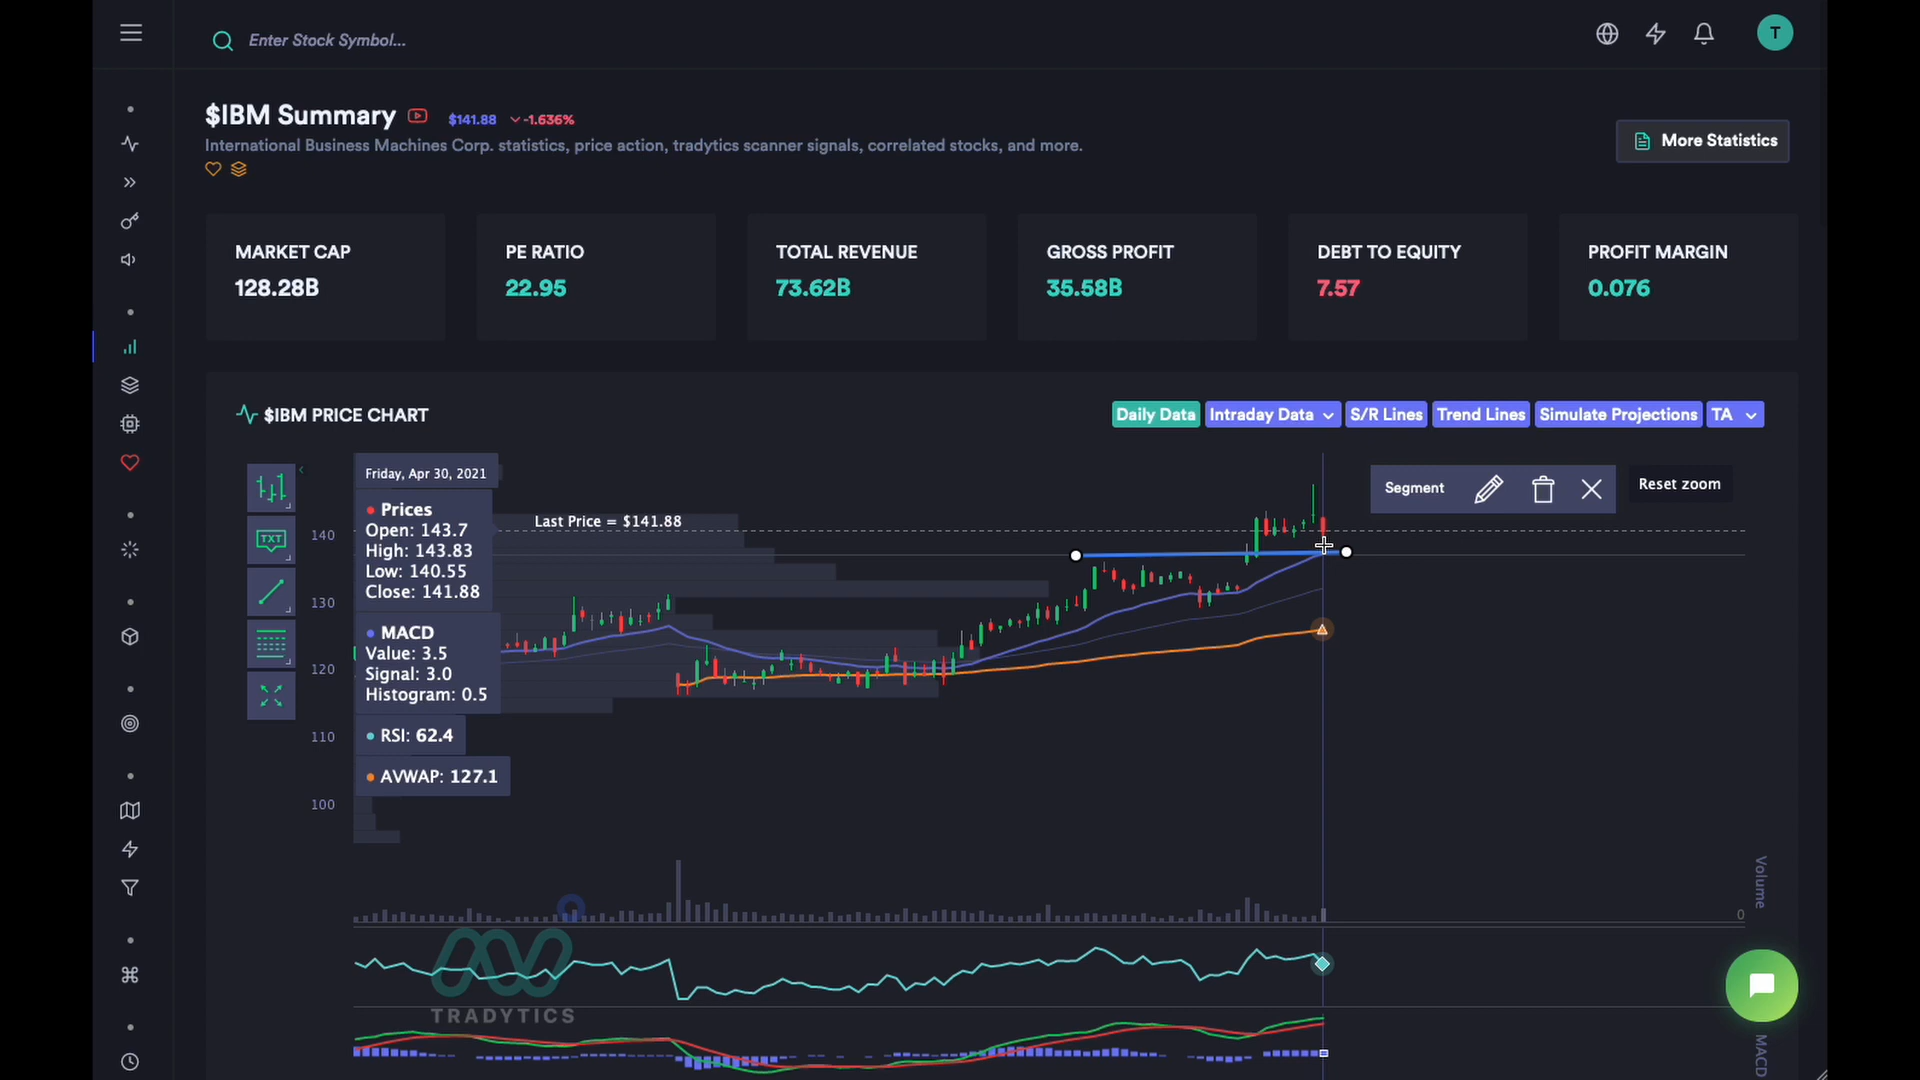 Enter Stock Symbol...
T
$IBM Summary
$141.88
-1.636%
International Business Machines Corp. statistics, price action, tradytics scanner signals, correlated stocks, and more.
More Statistics
MARKET CAP
128.28B
PE RATIO
22.95
TOTAL REVENUE
73.62B
GROSS PROFIT
35.58B
DEBT TO EQUITY
7.57
PROFIT MARGIN
0.076
$IBM PRICE CHART
Daily Data
Intraday Data
S/R Lines
Trend Lines
Simulate Projections
TA
Segment
Reset zoom
TXT
Friday, Apr 30, 2021
Prices
Open: 143.7
High: 143.83
Low: 140.55
Close: 141.88
MACD
Value: 3.5
Signal: 3.0
Histogram: 0.5
RSI: 62.4
AVWAP: 127.1
Last Price = $141.88
140
130
120
110
100
Volume
0
TRADYTICS
MACD